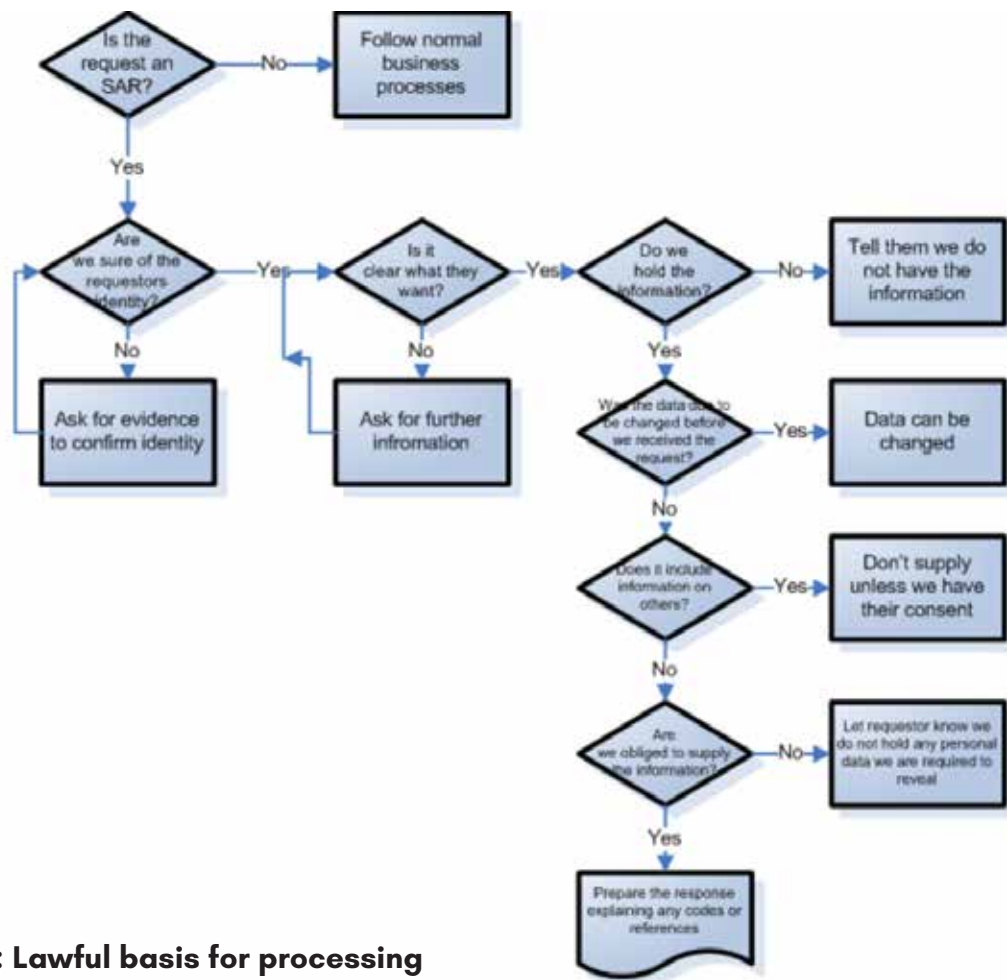 Is the
request an
SAR?
No
Follow normal
business
processes
Yes
Are
we sure of the
requestors
identity?
Yes
Is it
clear what they
want?
Yes
Do we
hold the
information?
No
Tell them we do
not have the
information
No
Ask for evidence
to confirm identity
No
Ask for further
infromation
Yes
Was the data due to
be changed before
we received the
request?
Yes
Data can be
changed
No
Does it include
information on
others?
Yes
Don't supply
unless we have
their consent
No
Are
we obliged to supply
the information?
No
Let requestor know we
do not hold any personal
data we are required to
reveal
Yes
Prepare the response
explaining any codes or
references
: Lawful basis for processing